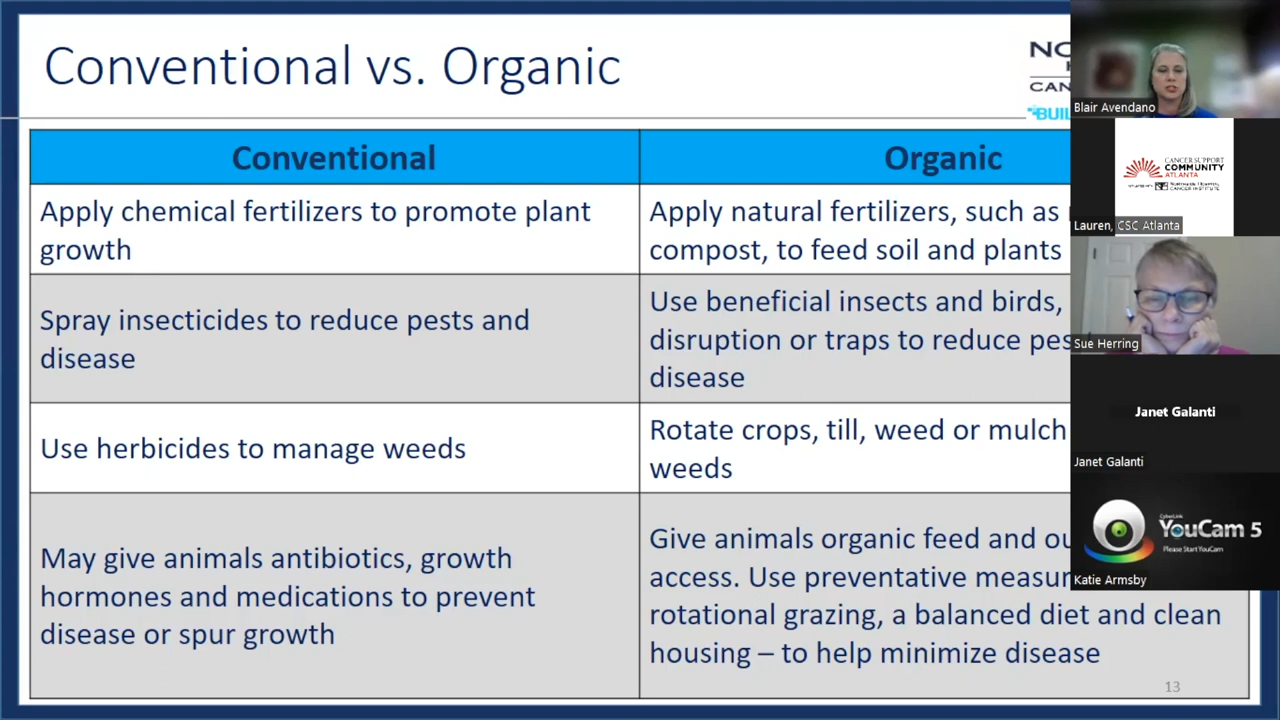 Conventional vs. Organic
Conventional
Organic
Apply chemical fertilizers to promote plant
growth
Apply natural fertilizers, such as
compost, to feed soil and plants
Spray insecticides to reduce pests and
disease
Use beneficial insects and birds,
disruption or traps to reduce
disease
Use herbicides to manage weeds
Rotate crops, till, weed or mulch
weeds
May give animals antibiotics, growth
hormones and medications to prevent
disease or spur growth
Give animals organic feed and
access. Use preventative
rotational grazing, a balanced diet and clean
housing – to help minimize disease
13
Blair Avendano
CANCER SUPPORT
COMMUNITY
ATLANTA
Lauren, CSC Atlanta
Sue Herring
Janet Galanti
Janet Galanti
CyberLink
YouCam 5
Please Start YouCam
Katie Armsby